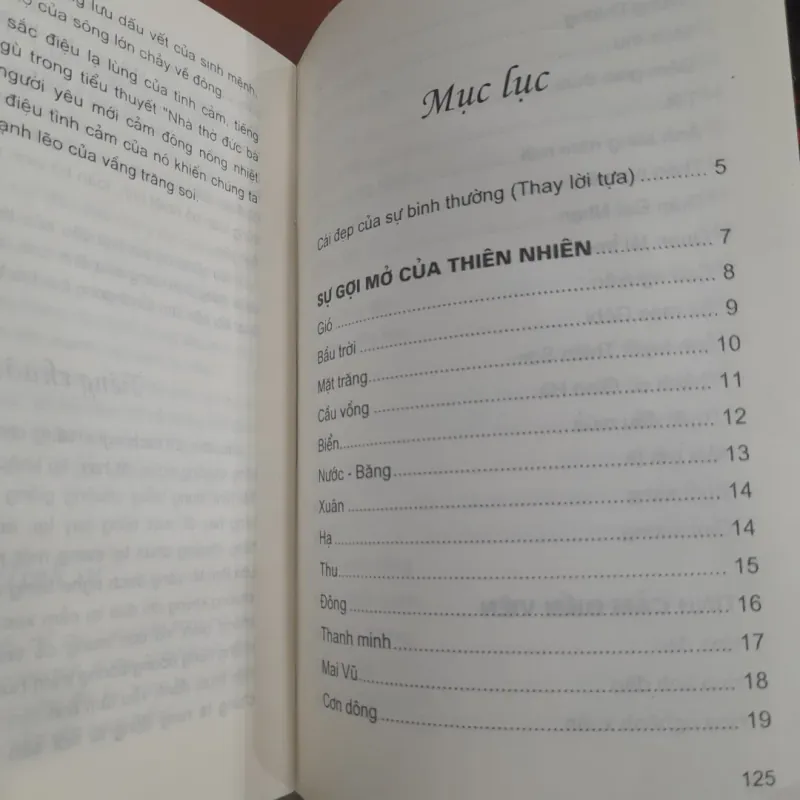 lưu dấu vết của sinh mệnh,
của sông lớn chảy về đông.
sắc điệu lạ lùng của tình cảm, tiếng
gù trong tiểu thuyết "Nhà thờ đức bà
người yêu mới cảm động nồng nhiệt
điệu tình cảm của nó khiến chúng ta
lạnh lẽo của vầng trăng soi.
Mục lục
Cái đẹp của sự bình thường (Thay lời tựa) ........... 5
SỰ GỢI MỞ CỦA THIÊN NHIÊN ........... 7
Gió ........... 8
Bầu trời ........... 9
Mặt trăng ........... 10
Cầu vổng ........... 11
Biển ........... 12
Nước - Băng ........... 13
Xuân ........... 14
Hạ ........... 14
Thu ........... 15
Đông ........... 16
Thanh minh ........... 17
Mai Vũ ........... 18
Cơn dông ........... 19
125